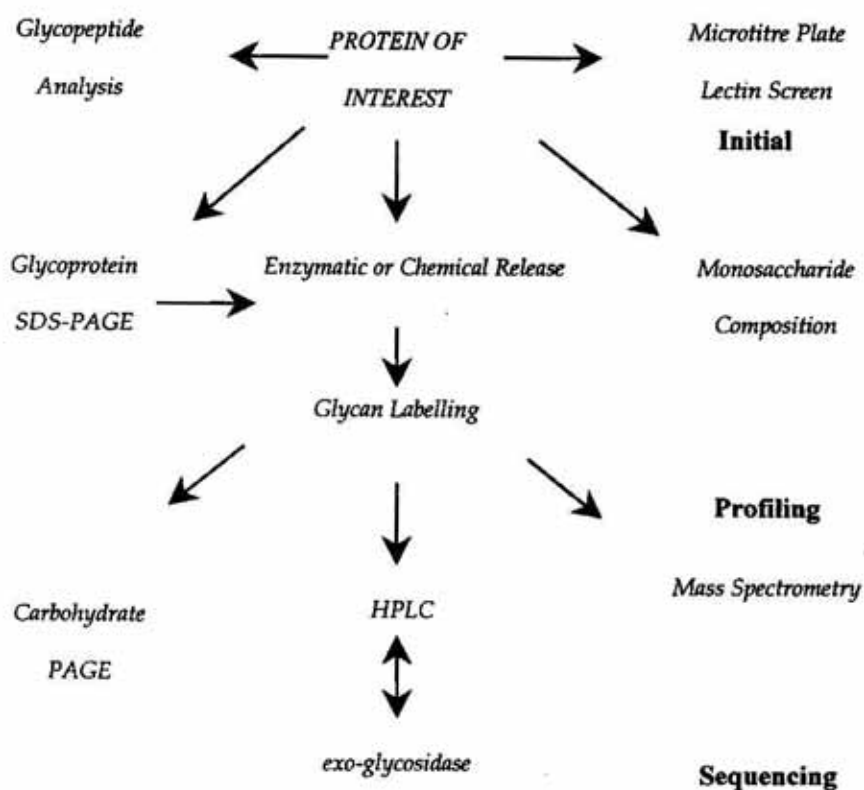 Glycopeptide
Analysis
PROTEIN OF
INTEREST
Microtitre Plate
Lectin Screen
Initial
Glycoprotein
SDS-PAGE
Enzymatic or Chemical Release
Monosaccharide
Composition
Glycan Labelling
Profiling
Carbohydrate
PAGE
HPLC
Mass Spectrometry
exo-glycosidase
Sequencing